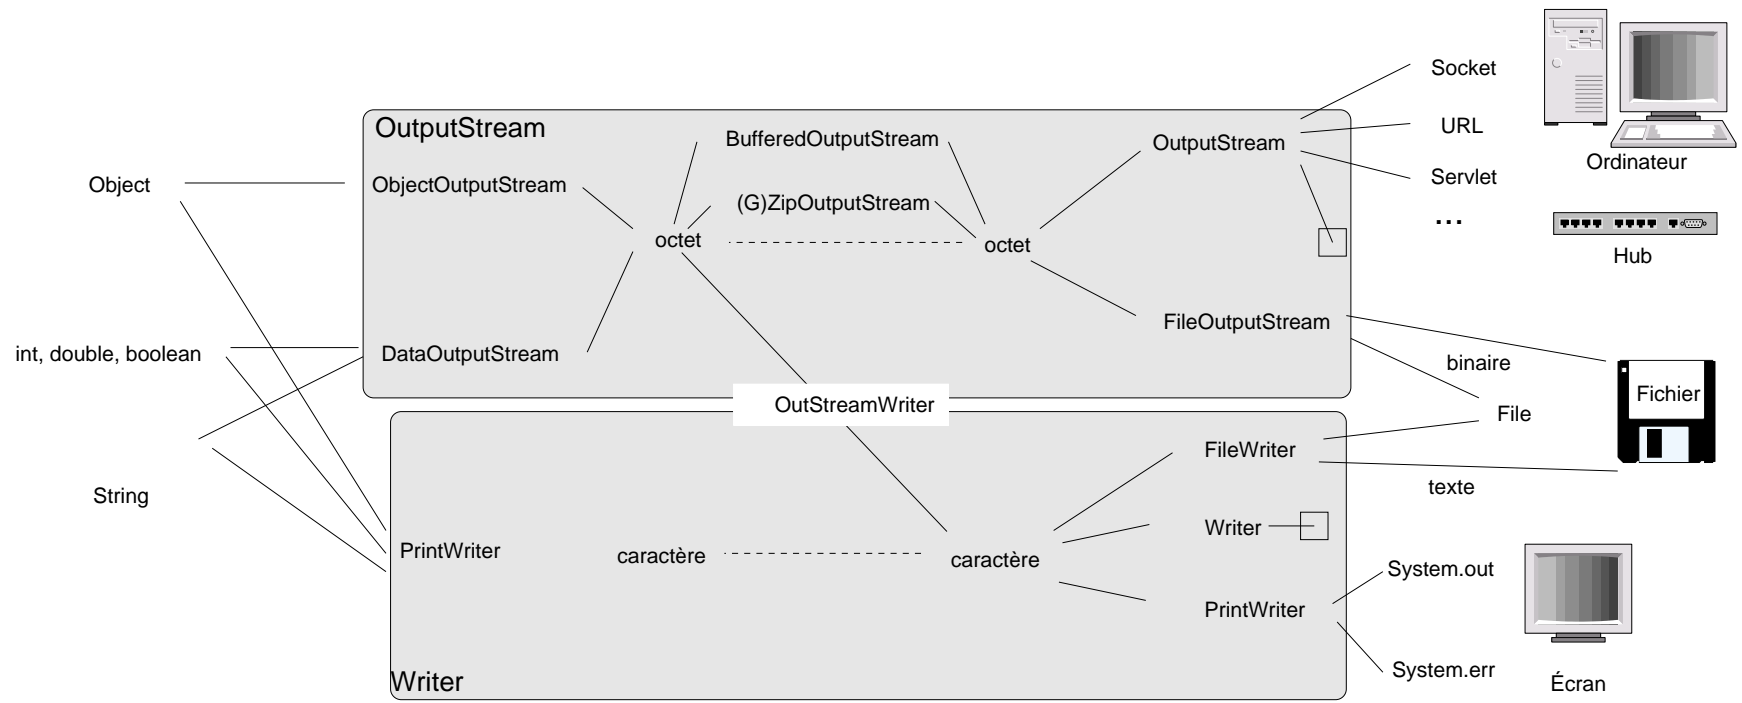 Socket
OutputStream
BufferedOutputStream
OutputStream
URL
Ordinateur
Object
ObjectOutputStream
(G)ZipOutputStream
Servlet
...
octet
octet
Hub
FileOutputStream
int, double, boolean
DataOutputStream
binaire
Fichier
OutStreamWriter
File
FileWriter
String
texte
Writer
PrintWriter
caractère
caractère
System.out
PrintWriter
Writer
System.err
Écran